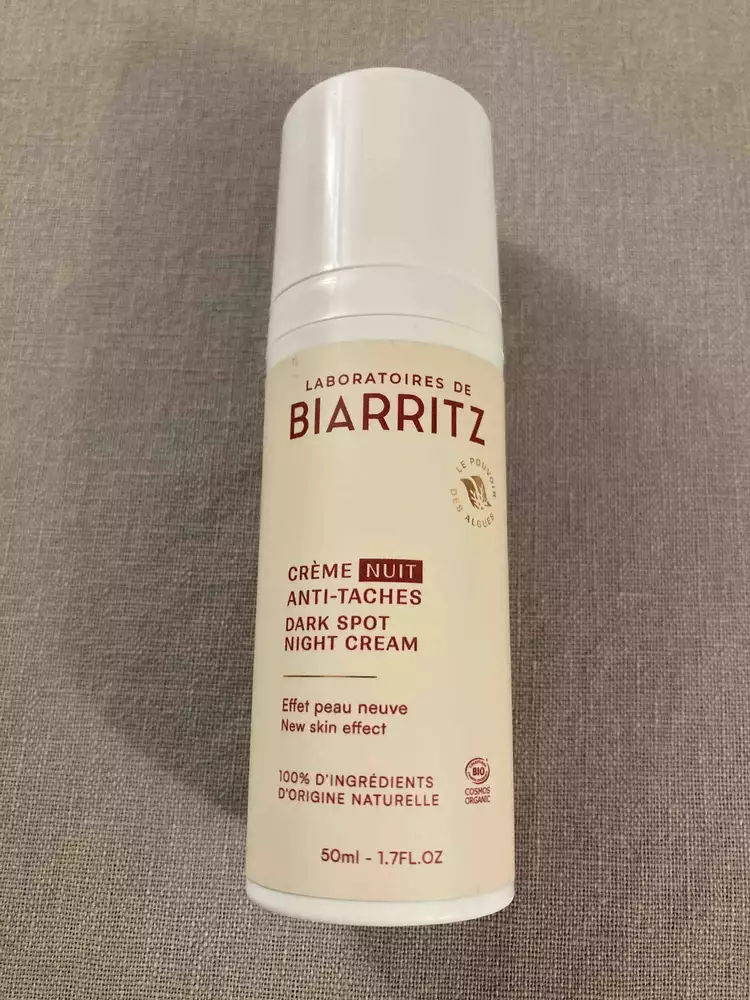 LABORATOIRES DE
BIARRITZ
LE POUVOIR
DES ALGUES
CRÈME NUIT
ANTI-TACHES
DARK SPOT
NIGHT CREAM
Effet peau neuve
New skin effect
100% D'INGRÉDIENTS
D'ORIGINE NATURELLE
BIO
COSMOS
ORGANIC
50ml - 1.7FL.OZ